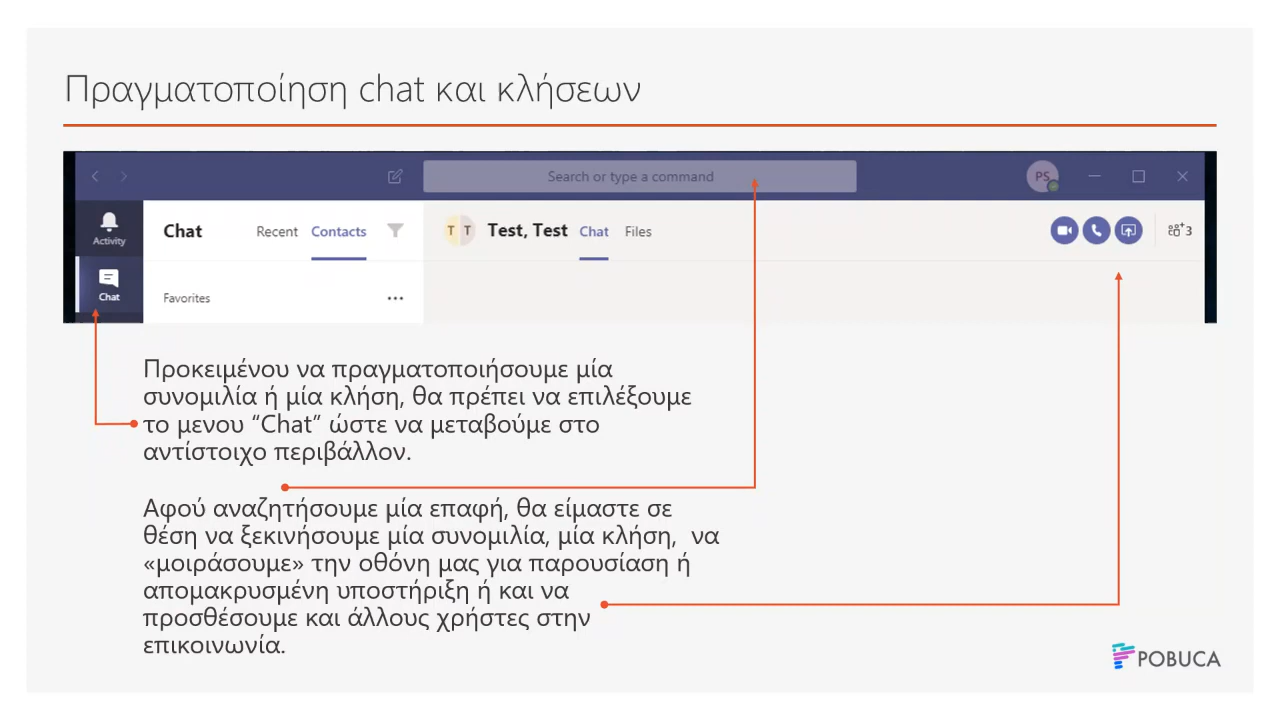 Πραγματοποίηση chat και κλήσεων
Search or type a command
PS
Activity
Chat
Recent
Contacts
T T
Test, Test
Chat
Files
3
Chat
Favorites
Προκειμένου να πραγματοποιήσουμε μία
συνομιλία ή μία κλήση, θα πρέπει να επιλέξουμε
το μενου “Chat” ώστε να μεταβούμε στο
αντίστοιχο περιβάλλον.
Αφού αναζητήσουμε μία επαφή, θα είμαστε σε
θέση να ξεκινήσουμε μία συνομιλία, μία κλήση,  να
«μοιράσουμε» την οθόνη μας για παρουσίαση ή
απομακρυσμένη υποστήριξη ή και να
προσθέσουμε και άλλους χρήστες στην
επικοινωνία.
POBUCA